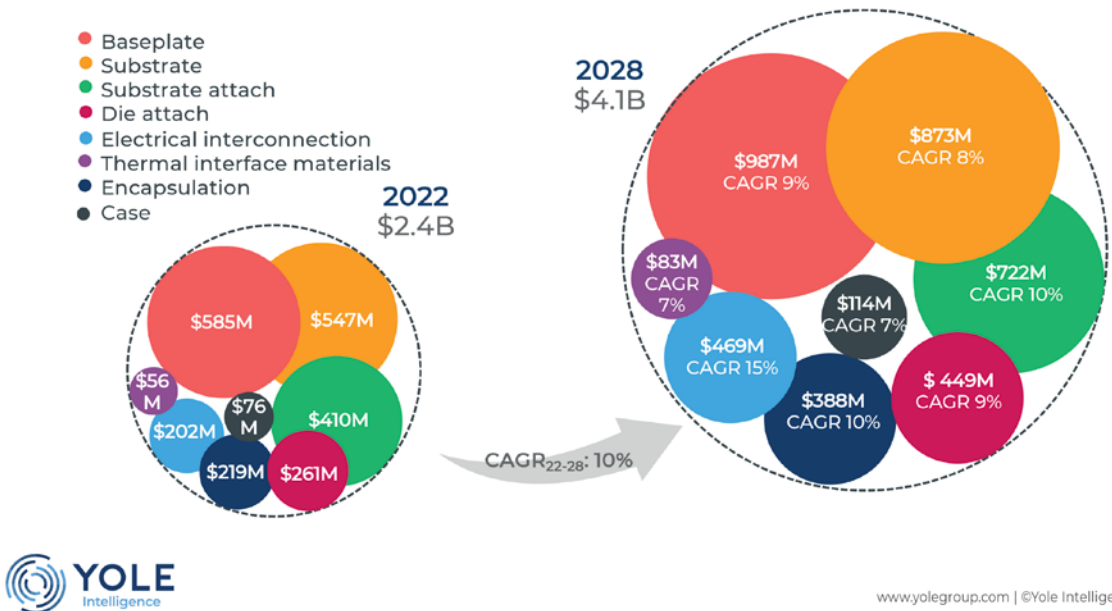 Baseplate
Substrate
Substrate attach
Die attach
Electrical interconnection
Thermal interface materials
Encapsulation
Case
2022
$2.4B
$585M
$547M
$56
M
$76
M
$410M
$202M
$219M
$261M
CAGR22-28: 10%
2028
$4.1B
$987M
CAGR 9%
$873M
CAGR 8%
$83M
CAGR
7%
$722M
CAGR 10%
$114M
CAGR 7%
$469M
CAGR 15%
$388M
CAGR 10%
$ 449M
CAGR 9%
YOLE
Intelligence
www.yolegroup.com | ©Yole Intellige